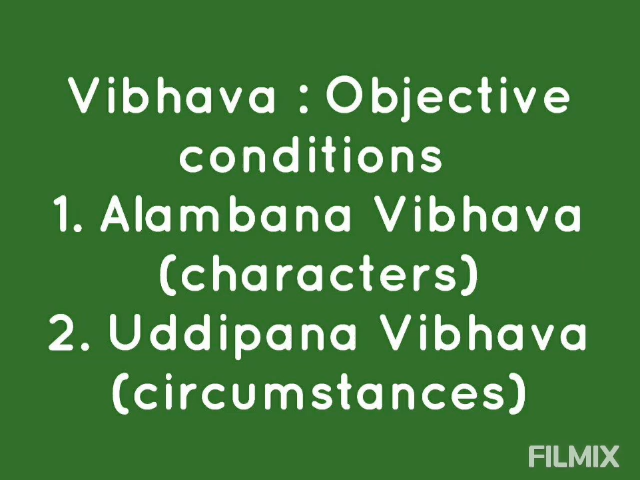 Vibhava : Objective
conditions
1. Alambana Vibhava
(characters)
2. Uddipana Vibhava
(circumstances)
FILMIX